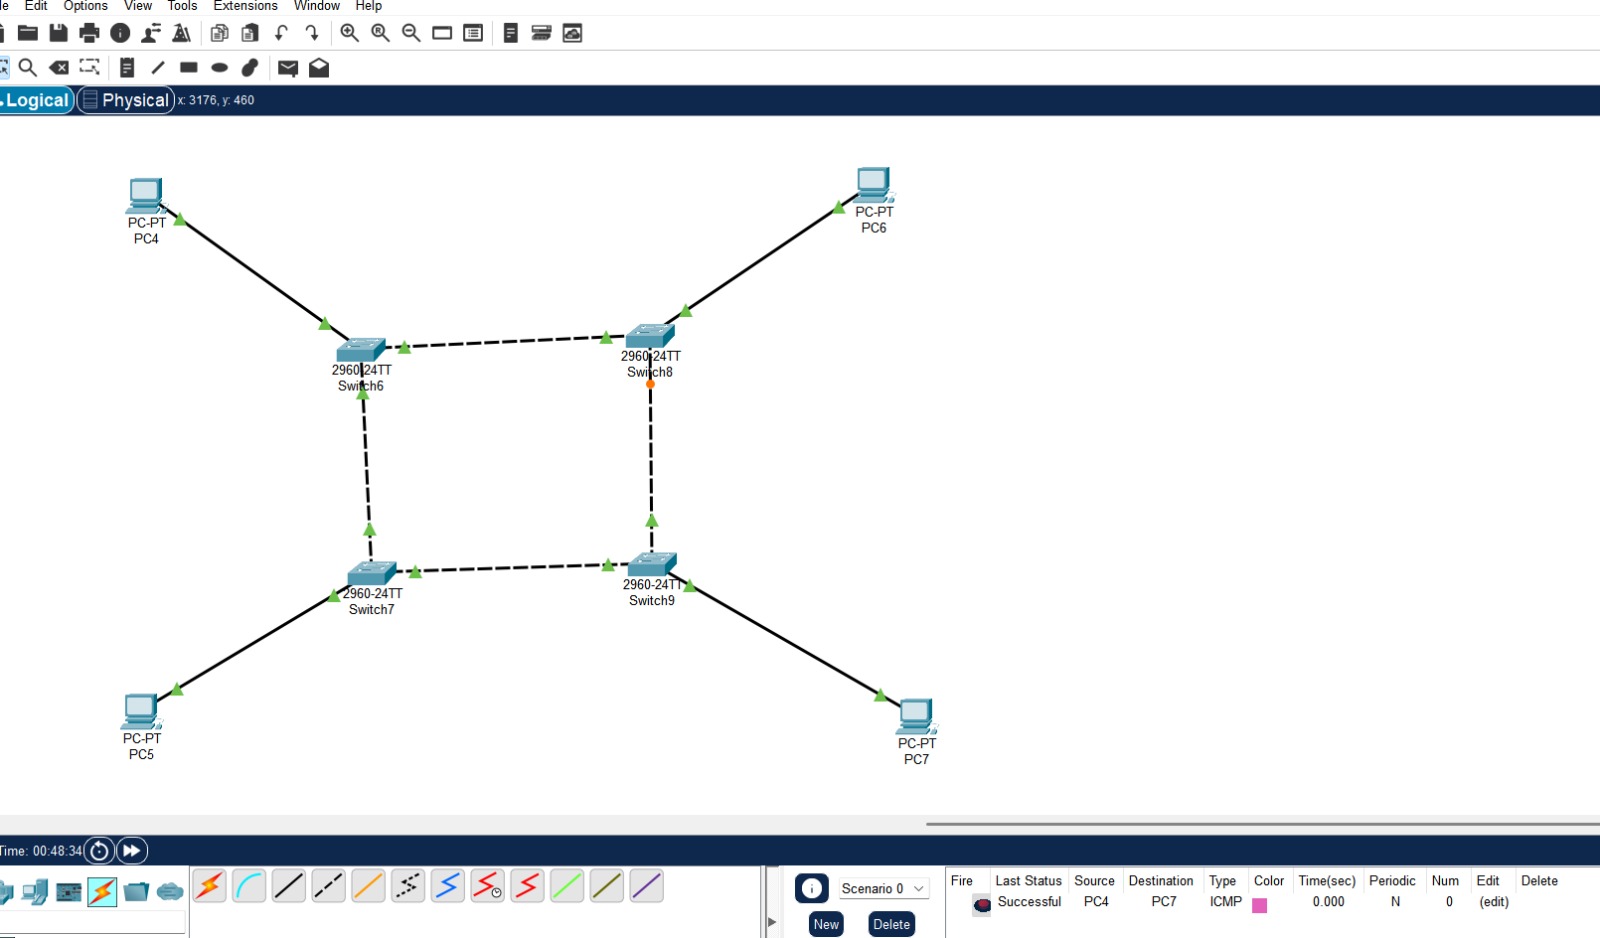 le Edit Options View Tools Extensions Window Help
Logical Physical x: 3176, y: 460
PC-PT
PC4
PC-PT
PC6
2960-24TT
Switch6
2960-24TT
Switch8
2960-24TT
Switch7
2960-24TT
Switch9
PC-PT
PC5
PC-PT
PC7
Time: 00:48:34
Scenario 0
New Delete
Fire Last Status Source Destination Type Color Time(sec) Periodic Num Edit Delete
Successful PC4 PC7 ICMP 0.000 N 0 (edit)